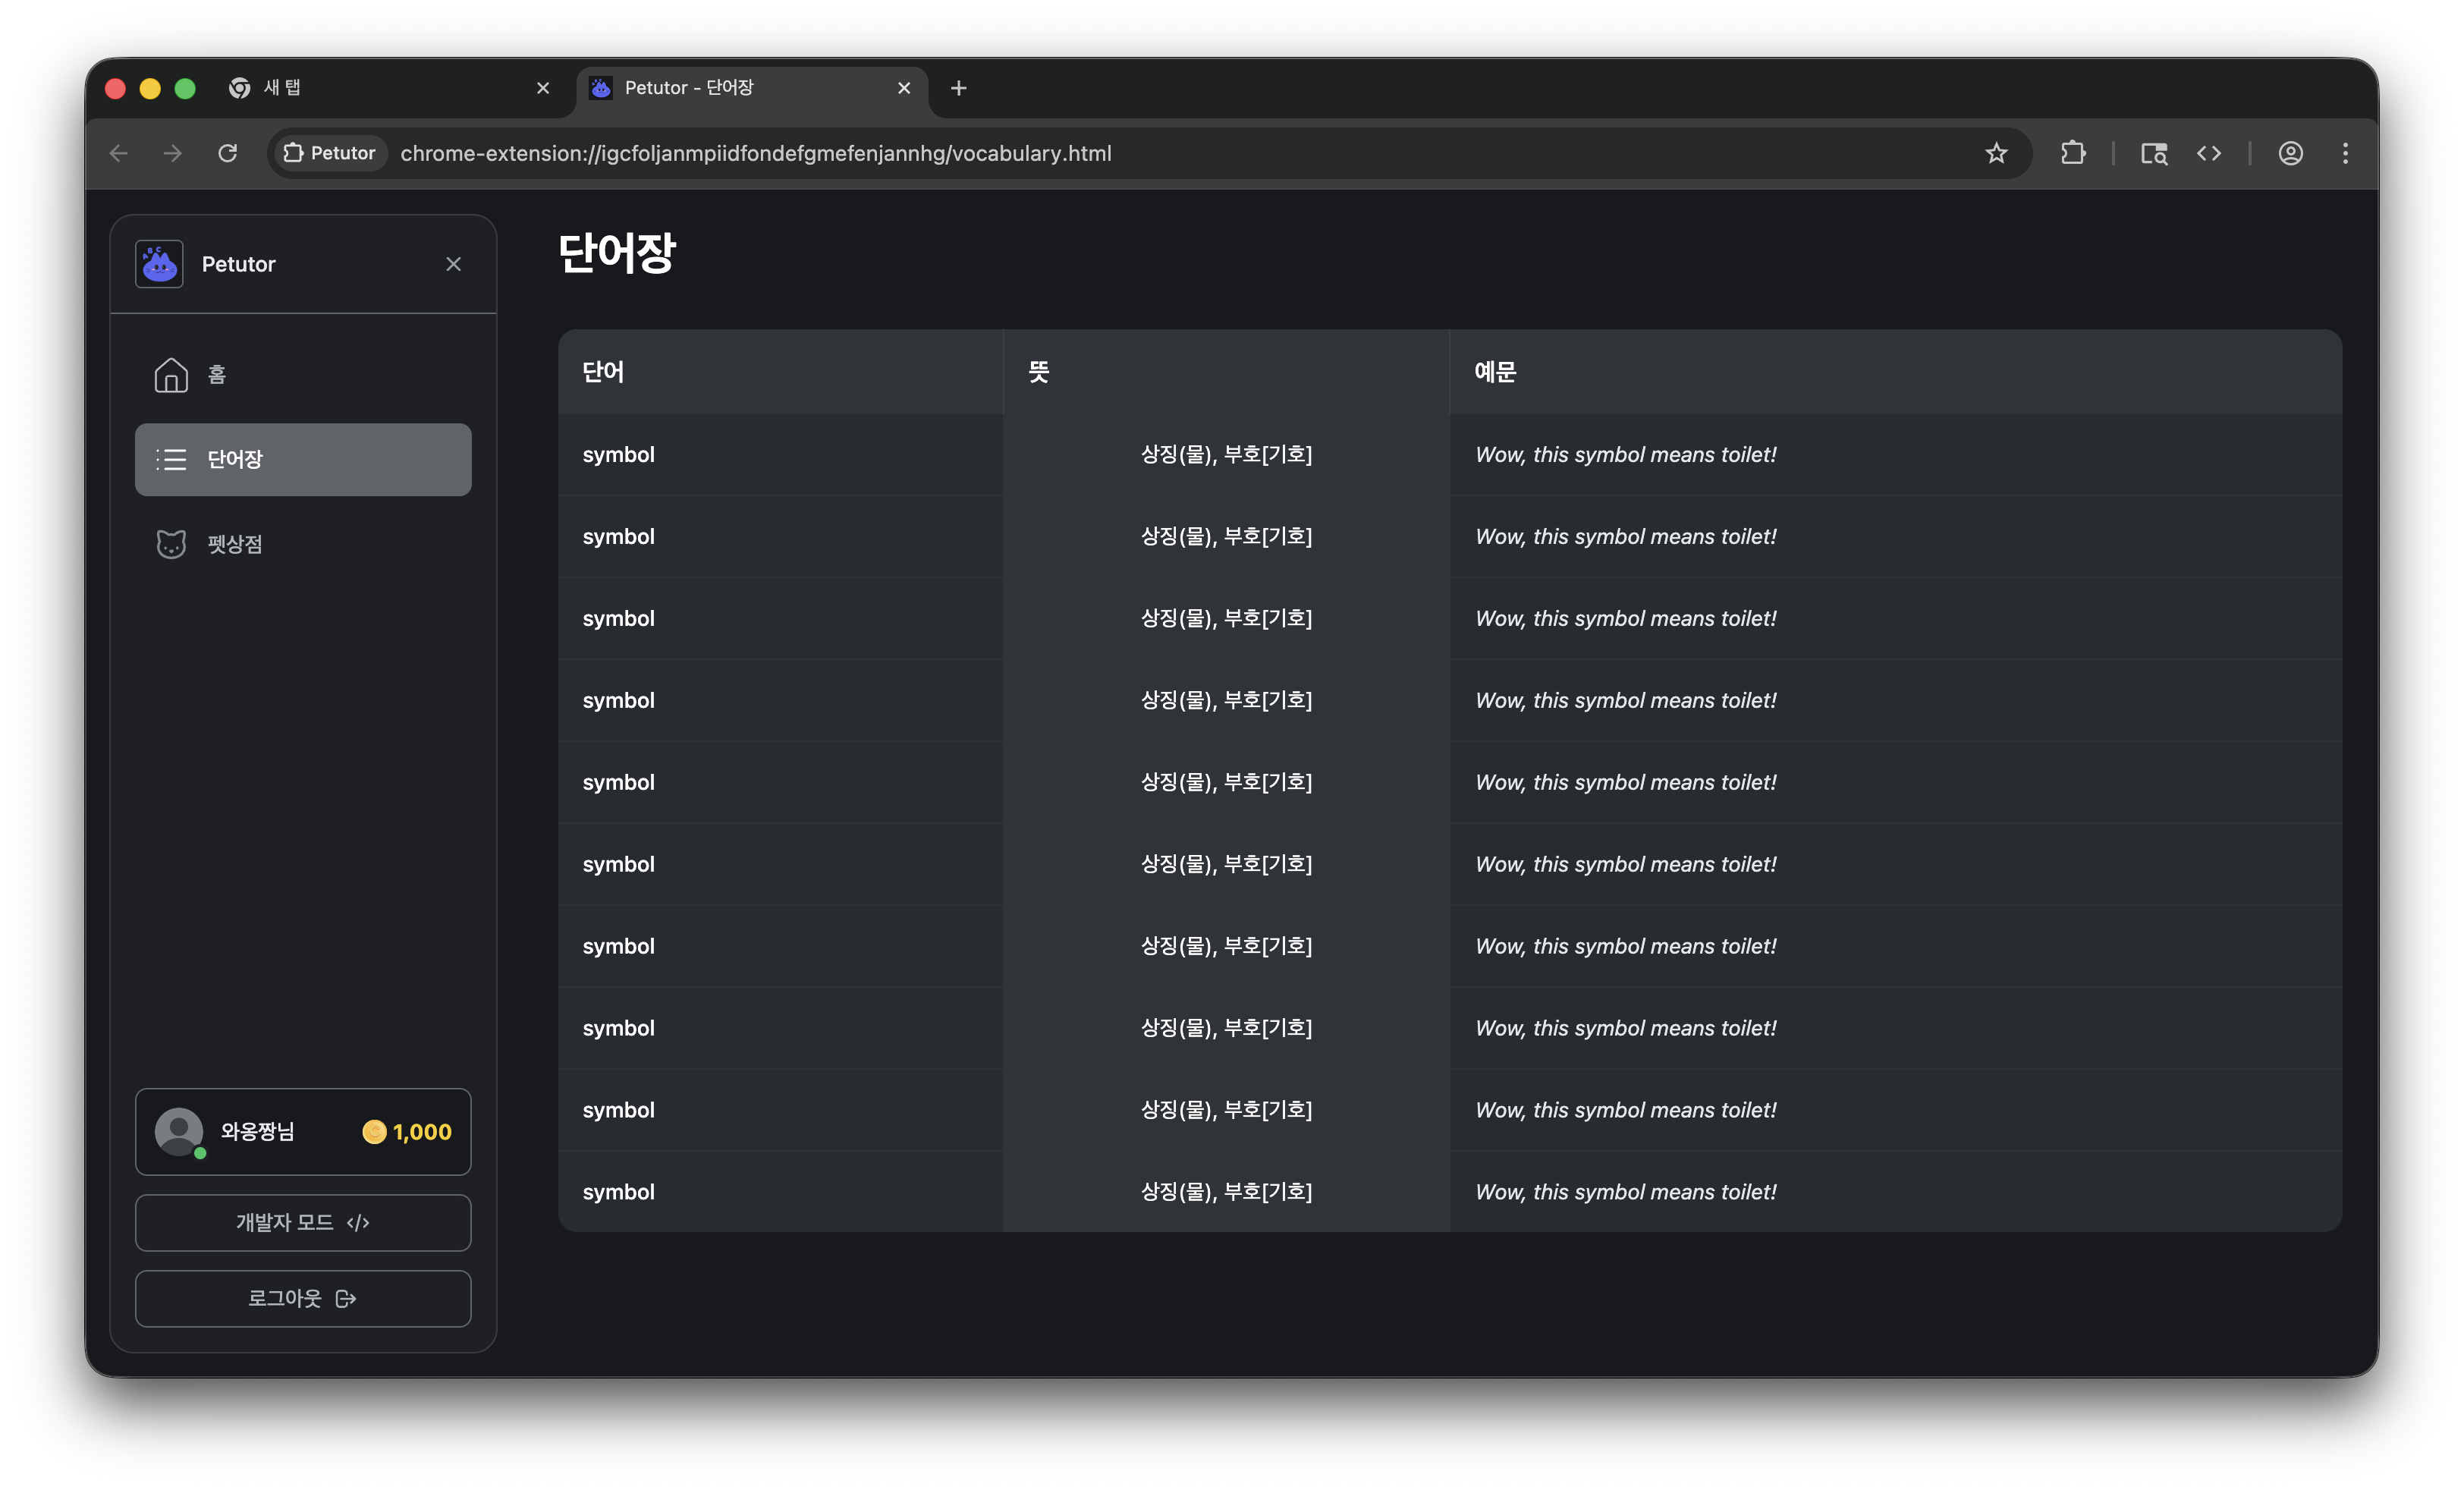 새 탭
Petutor - 단어장
Petutor
chrome-extension://igcfoljanmpiidfondefgmefenjannhg/vocabulary.html
Petutor
홈
단어장
펫상점
와옹짱님
1,000
개발자 모드 </>
로그아웃
단어장
단어 뜻 예문
symbol 상징(물), 부호[기호] Wow, this symbol means toilet!
symbol 상징(물), 부호[기호] Wow, this symbol means toilet!
symbol 상징(물), 부호[기호] Wow, this symbol means toilet!
symbol 상징(물), 부호[기호] Wow, this symbol means toilet!
symbol 상징(물), 부호[기호] Wow, this symbol means toilet!
symbol 상징(물), 부호[기호] Wow, this symbol means toilet!
symbol 상징(물), 부호[기호] Wow, this symbol means toilet!
symbol 상징(물), 부호[기호] Wow, this symbol means toilet!
symbol 상징(물), 부호[기호] Wow, this symbol means toilet!
symbol 상징(물), 부호[기호] Wow, this symbol means toilet!